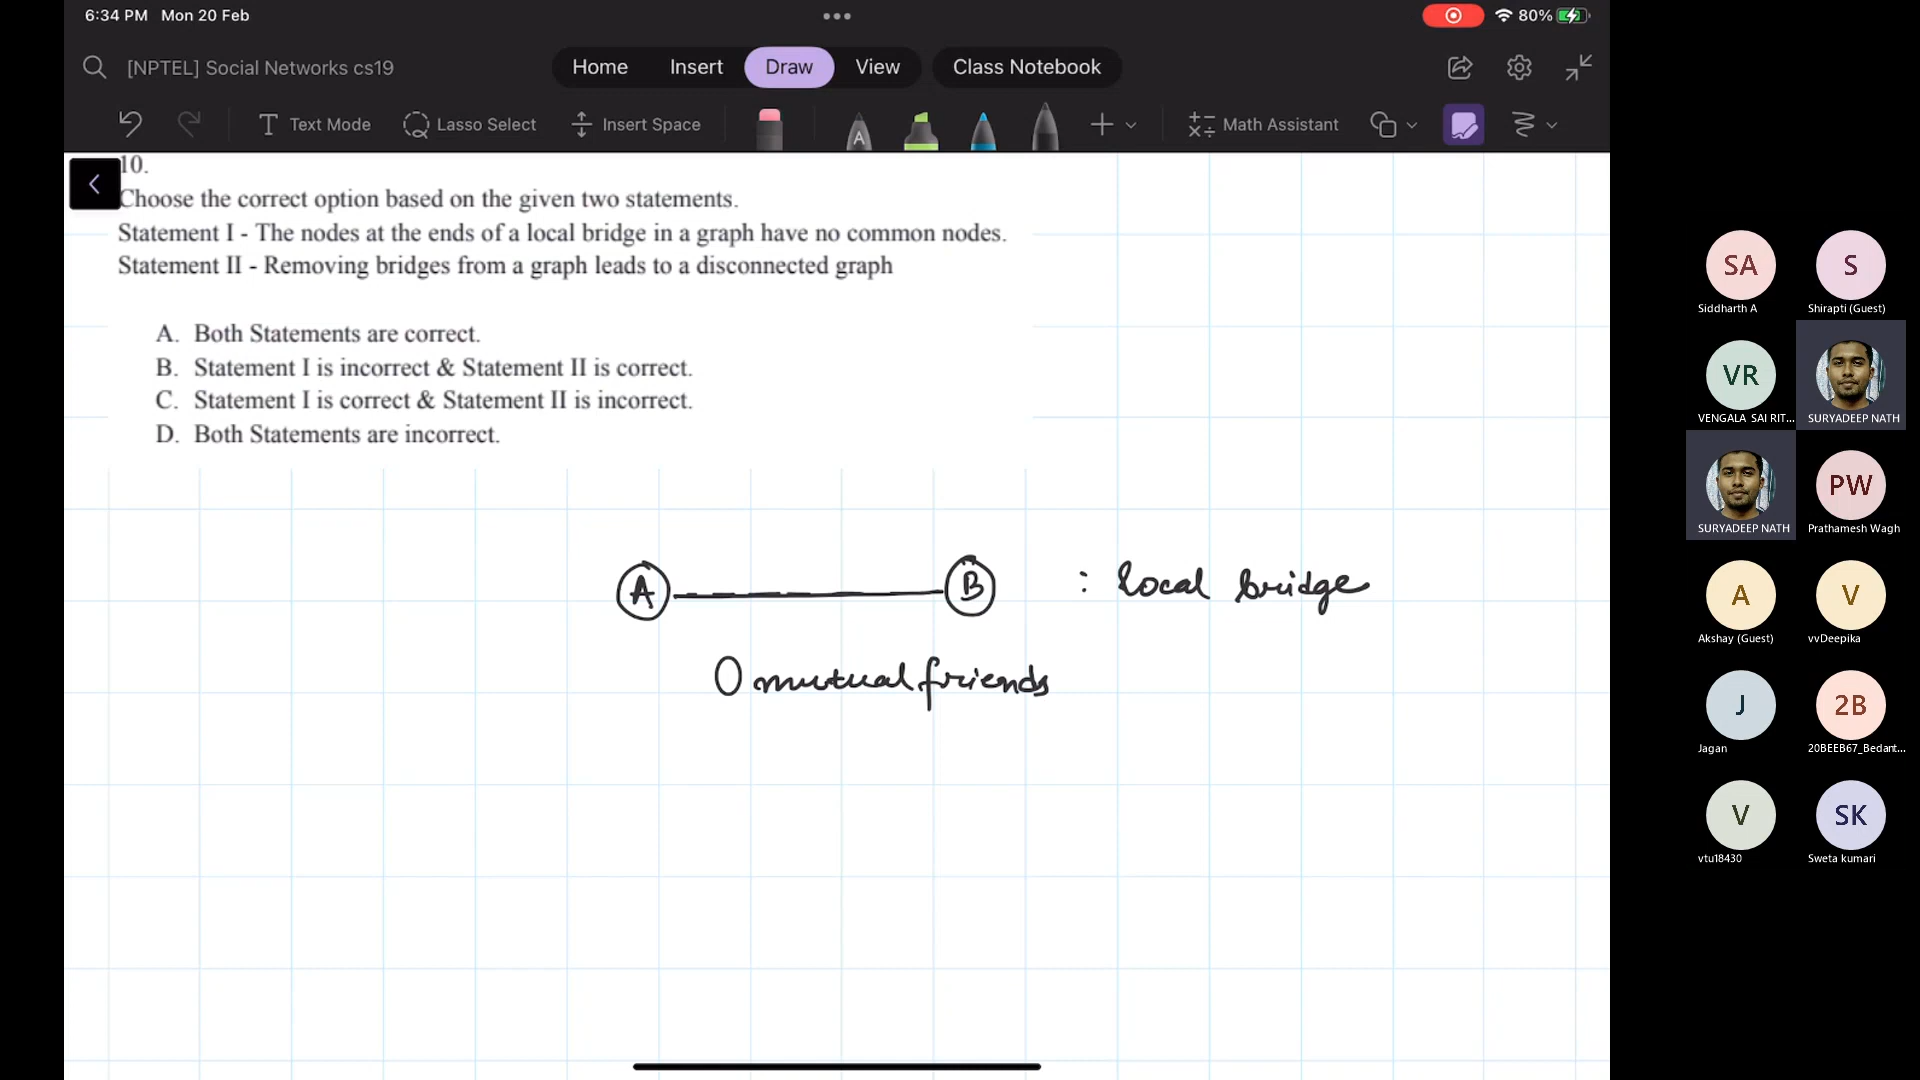 6:34 PM Mon 20 Feb
80%
[NPTEL] Social Networks cs19
Home Insert Draw View Class Notebook
Text Mode Lasso Select Insert Space A Math Assistant
10.
Choose the correct option based on the given two statements.
Statement I - The nodes at the ends of a local bridge in a graph have no common nodes.
Statement II - Removing bridges from a graph leads to a disconnected graph
A. Both Statements are correct.
B. Statement I is incorrect & Statement II is correct.
C. Statement I is correct & Statement II is incorrect.
D. Both Statements are incorrect.
A B : local bridge
0 mutual friends
SA S
Siddharth A Shirapti (Guest)
VR
VENGALA SAI RIT... SURYADEEP NATH
PW
SURYADEEP NATH Prathamesh Wagh
A V
Akshay (Guest) vvDeepika
J 2B
Jagan 20BEEB67_Bedant...
V SK
vtu18430 Sweta kumari